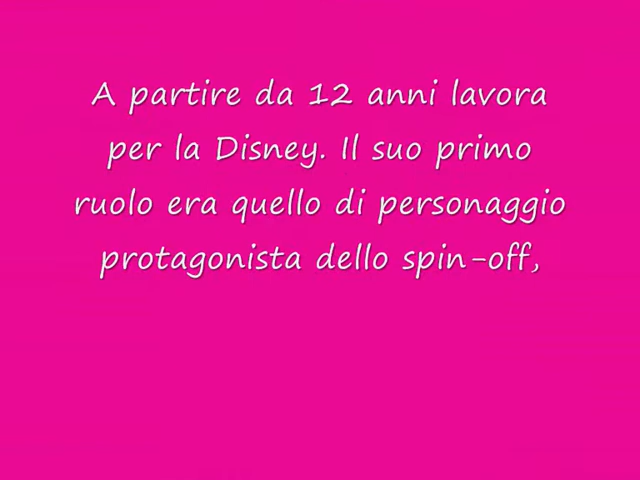 A partire da 12 anni lavora
per la Disney. Il suo primo
ruolo era quello di personaggio
protagonista dello spin-off,